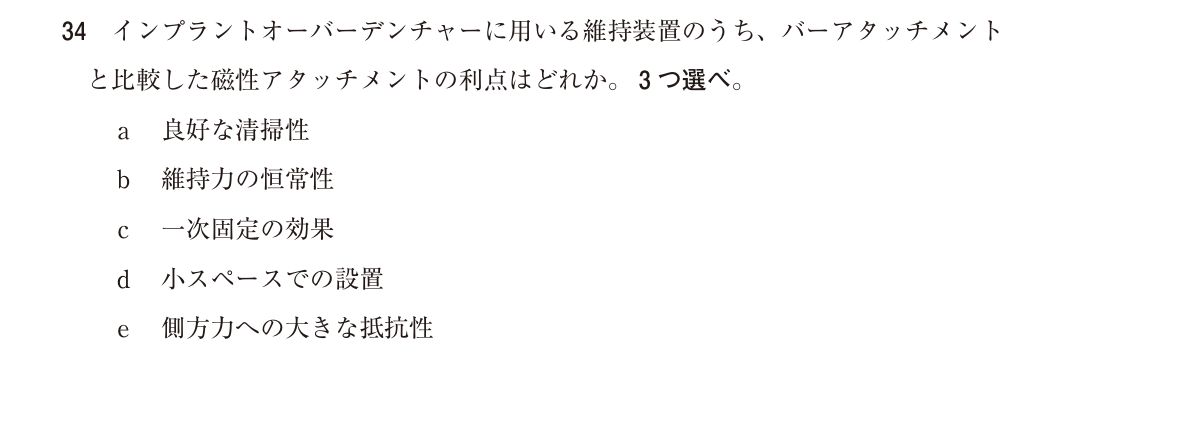 34 インプラントオーバーデンチャーに用いる維持装置のうち、バーアタッチメント
と比較した磁性アタッチメントの利点はどれか。3つ選べ。
a 良好な清掃性
b 維持力の恒常性
c 一次固定の効果
d 小スペースでの設置
e 側方力への大きな抵抗性